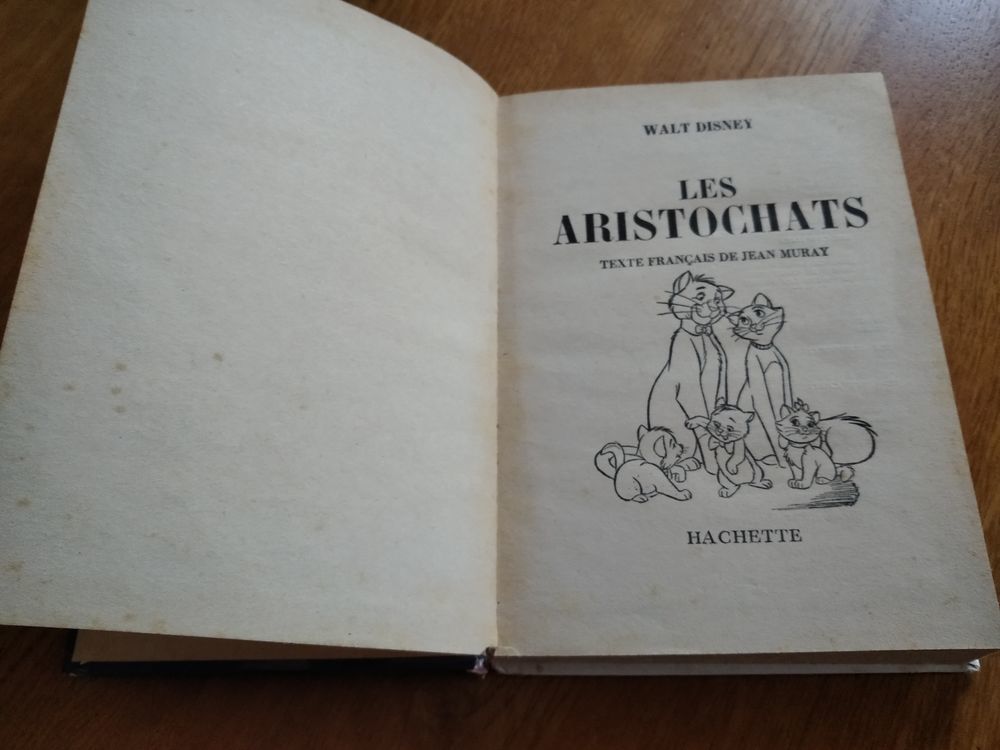 WALT DISNEY
LES
ARISTOCHATS
TEXTE FRANÇAIS DE JEAN MURAY
HACHETTE